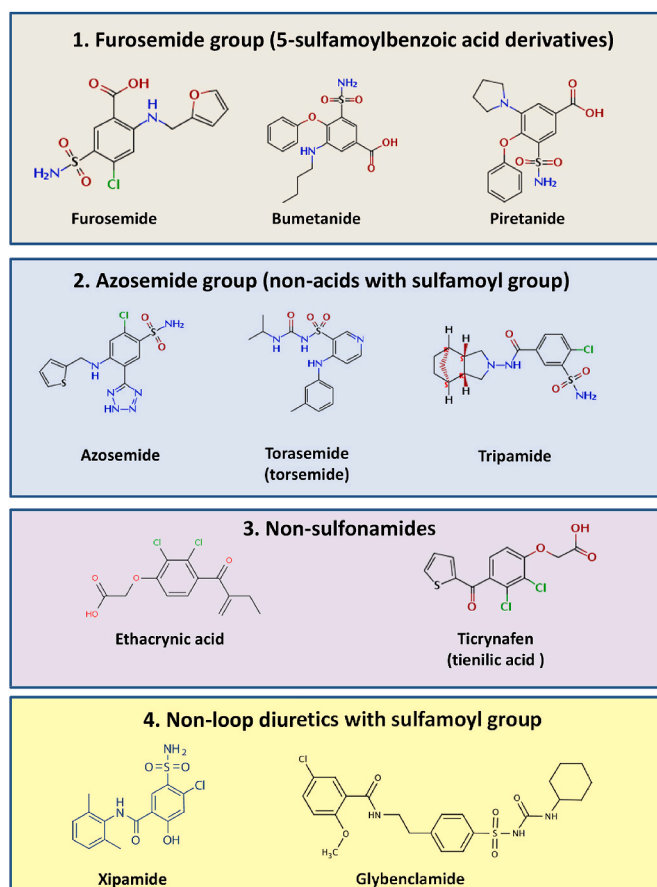 1. Furosemide group (5-sulfamoylbenzoic acid derivatives)
O
OH
NH
O
O
S
O
H₂N
Cl
Furosemide
NH₂
O
S
O
O
HN
OH
O
Bumetanide
N
O
OH
O
O
S
O
NH₂
Piretanide
2. Azosemide group (non-acids with sulfamoyl group)
Cl
O
S
NH₂
O
NH
S
N
N
HN
N
Azosemide
O
O
O
S
N
H
N
H
N
NH
Torasemide
(torsemide)
H
H
O
N
NH
Cl
H
H
O
S
O
NH₂
Tripamide
3. Non-sulfonamides
Cl
Cl
O
O
O
HO
Ethacrynic acid
OH
O
O
S
O
Cl
Cl
Ticrynafen
(tienilic acid )
4. Non-loop diuretics with sulfamoyl group
NH₂
O=S=O
Cl
H
N
O
OH
Xipamide
Cl
O
NH
O
H₃C
O
S
O
NH
O
NH
Glybenclamide